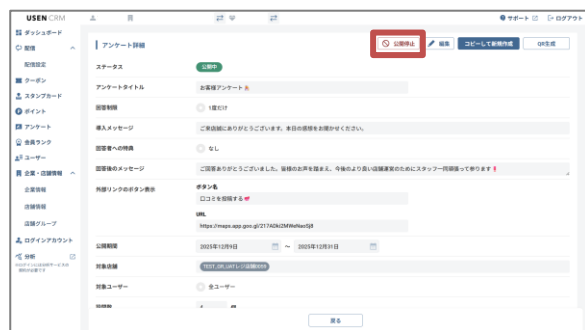 USEN CRM
サポート
ログアウト
ダッシュボード
配信
配信設定
クーポン
スタンプカード
ポイント
アンケート
会員ランク
ユーザー
企業・店舗情報
企業情報
店舗情報
店舗グループ
ログインアカウント
分析
アンケート詳細
公開停止
編集
コピーして新規作成
QR生成
ステータス
公開中
アンケートタイトル
お客様アンケート
回答制限
1度だけ
導入メッセージ
ご来店誠にありがとうございます。本日の感想をお聞かせください。
回答者への特典
なし
回答後のメッセージ
ご回答ありがとうございました。皆様のお声を踏まえ、今後のより良い店舗運営のためにスタッフ一同頑張って参ります
外部リンクのボタン表示
ボタン名
口コミを投稿する
URL
公開期間
2025年12月9日 ～ 2025年12月31日
対象店舗
対象ユーザー
全ユーザー
戻る